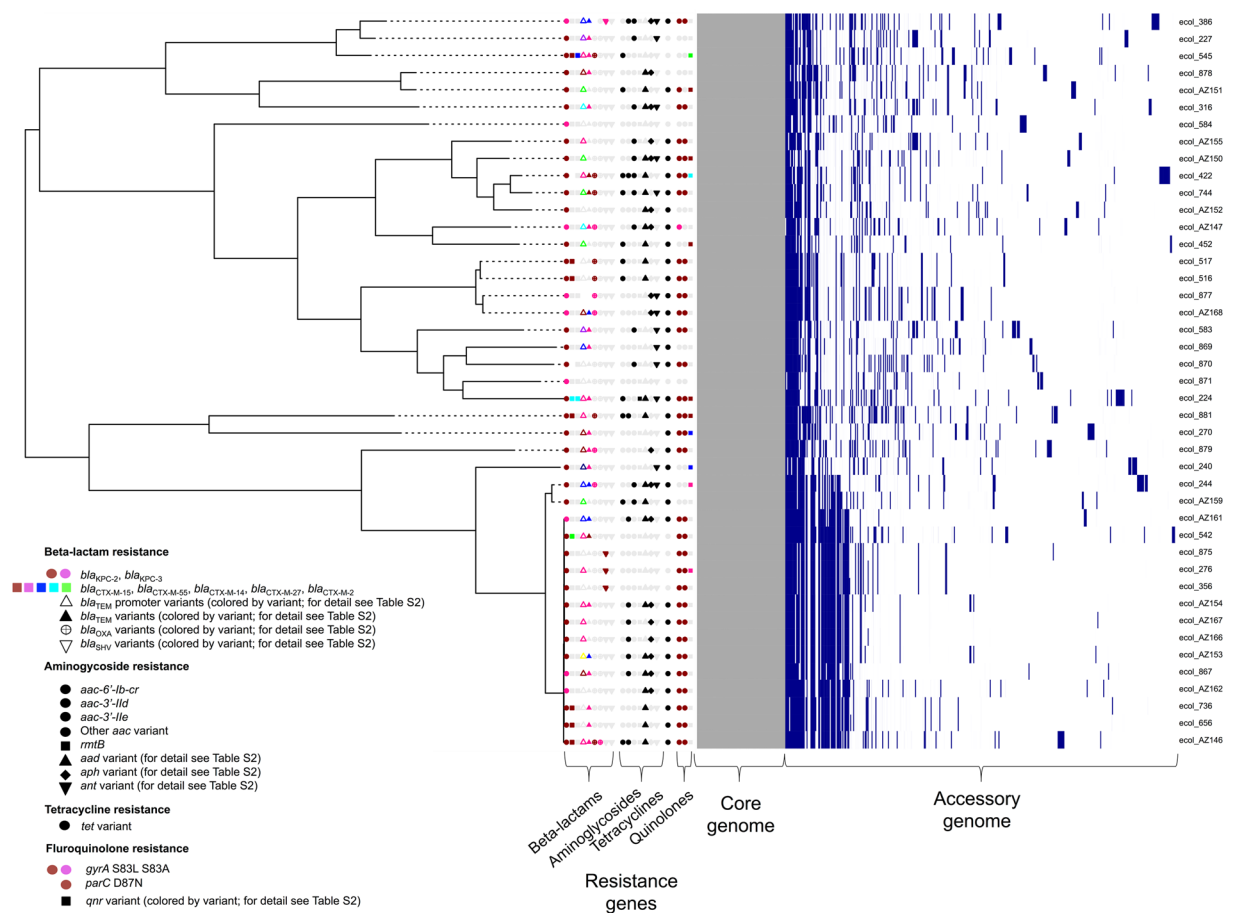 ecol_386
ecol_227
ecol_545
ecol_878
ecol_AZ151
ecol_316
ecol_584
ecol_AZ155
ecol_AZ150
ecol_422
ecol_744
ecol_AZ152
ecol_AZ147
ecol_452
ecol_517
ecol_516
ecol_877
ecol_AZ168
ecol_583
ecol_869
ecol_870
ecol_871
ecol_224
ecol_881
ecol_270
ecol_879
ecol_240
ecol_244
ecol_AZ159
ecol_AZ161
ecol_542
ecol_875
ecol_276
ecol_356
ecol_AZ154
ecol_AZ167
ecol_AZ166
ecol_AZ153
ecol_867
ecol_AZ162
ecol_736
ecol_656
ecol_AZ146
Beta-lactam resistance
blaKPC-2, blaKPC-3
blaCTX-M-15, blaCTX-M-55, blaCTX-M-14, blaCTX-M-27, blaCTX-M-2
blaTEM promoter variants (colored by variant; for detail see Table S2)
blaTEM variants (colored by variant; for detail see Table S2)
blaOXA variants (colored by variant; for detail see Table S2)
blaSHV variants (colored by variant; for detail see Table S2)
Aminogycoside resistance
aac-6'-Ib-cr
aac-3'-IId
aac-3'-IIe
Other aac variant
rmtB
aad variant (for detail see Table S2)
aph variant (for detail see Table S2)
ant variant (for detail see Table S2)
Tetracycline resistance
tet variant
Fluroquinolone resistance
gyrA S83L S83A
parC D87N
qnr variant (colored by variant; for detail see Table S2)
Beta-lactams
Aminoglycosides
Tetracyclines
Quinolones
Resistance
genes
Core
genome
Accessory
genome